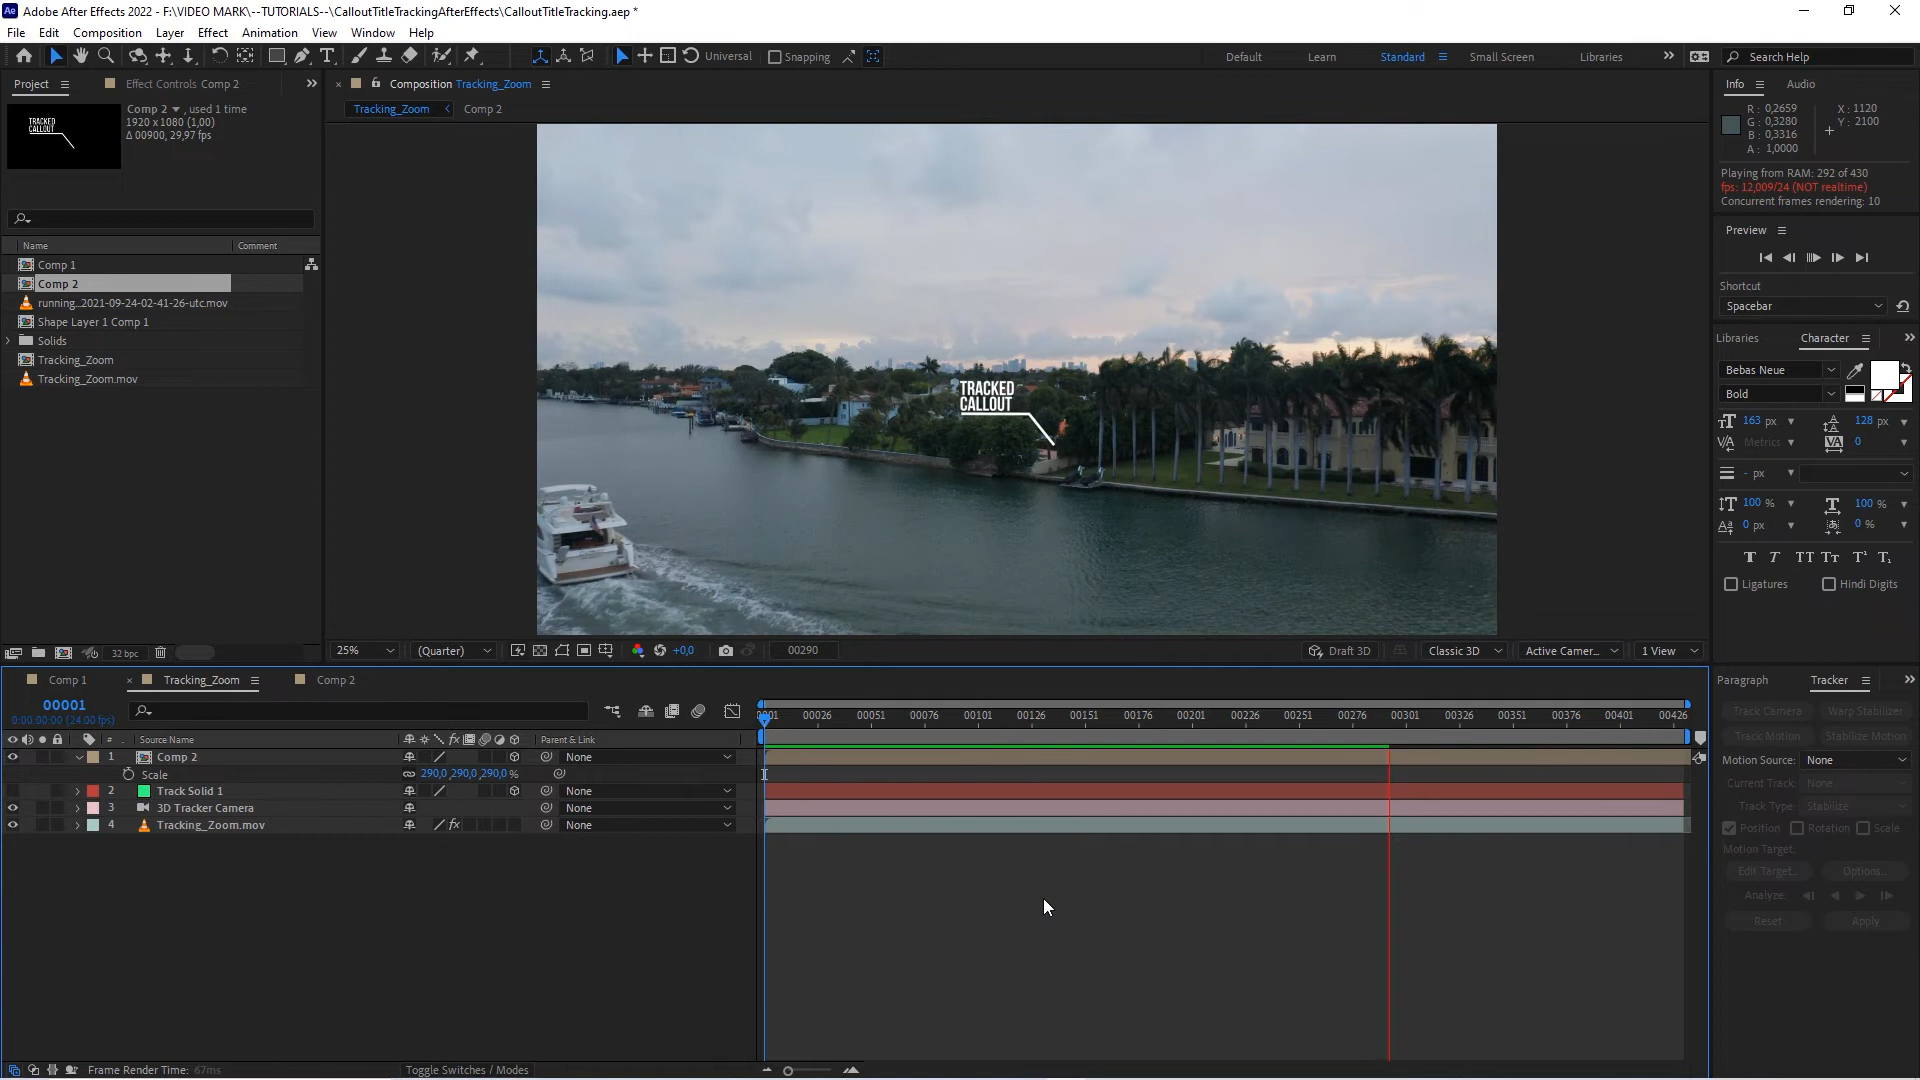 Adobe After Effects 2022 - F:\VIDEO MARK\--TUTORIALS--\CalloutTitleTrackingAfterEffects\CalloutTitleTracking.aep *
File Edit Composition Layer Effect Animation View Window Help
Universal Snapping Default Learn Standard Small Screen Libraries Search Help
Project Effect Controls Comp 2
Comp 2 , used 1 time
1920 x 1080 (1,00)
Δ 00900, 29,97 fps
TRACKED
CALLOUT
Name Comment
Comp 1
Comp 2
running...2021-09-24-02-41-26-utc.mov
Shape Layer 1 Comp 1
Solids
Tracking_Zoom
Tracking_Zoom.mov
32 bpc
Composition Tracking_Zoom
Tracking_Zoom Comp 2
TRACKED
CALLOUT
25% (Quarter) +0,0 00290 Draft 3D Classic 3D Active Camer... 1 View
Info Audio
R : 0,2659 X : 1120
G : 0,3280 Y : 2100
B : 0,3316
A : 1,0000
Playing from RAM: 292 of 430
fps: 12,009/24 (NOT realtime)
Concurrent frames rendering: 10
Preview
Shortcut
Spacebar
Libraries Character
Bebas Neue
Bold
163 px 128 px
Metrics 0
- px
100 % 100 %
0 px 0 %
Ligatures Hindi Digits
Paragraph Tracker
Track Camera Warp Stabilizer
Track Motion Stabilize Motion
Motion Source: None
Current Track: None
Track Type: Stabilize
Position Rotation Scale
Motion Target:
Edit Target... Options...
Analyze:
Reset Apply
Comp 1 Tracking_Zoom Comp 2
00001
0:00:00:00 (24.00 fps)
0001 00026 00051 00076 00101 00126 00151 00176 00201 00226 00251 00276 00301 00326 00351 00376 00401 00426
# Source Name Parent & Link
1 Comp 2 None
Scale 290,0,290,0,290,0 %
2 Track Solid 1 None
3 3D Tracker Camera None
4 Tracking_Zoom.mov None
Frame Render Time: 67ms Toggle Switches / Modes